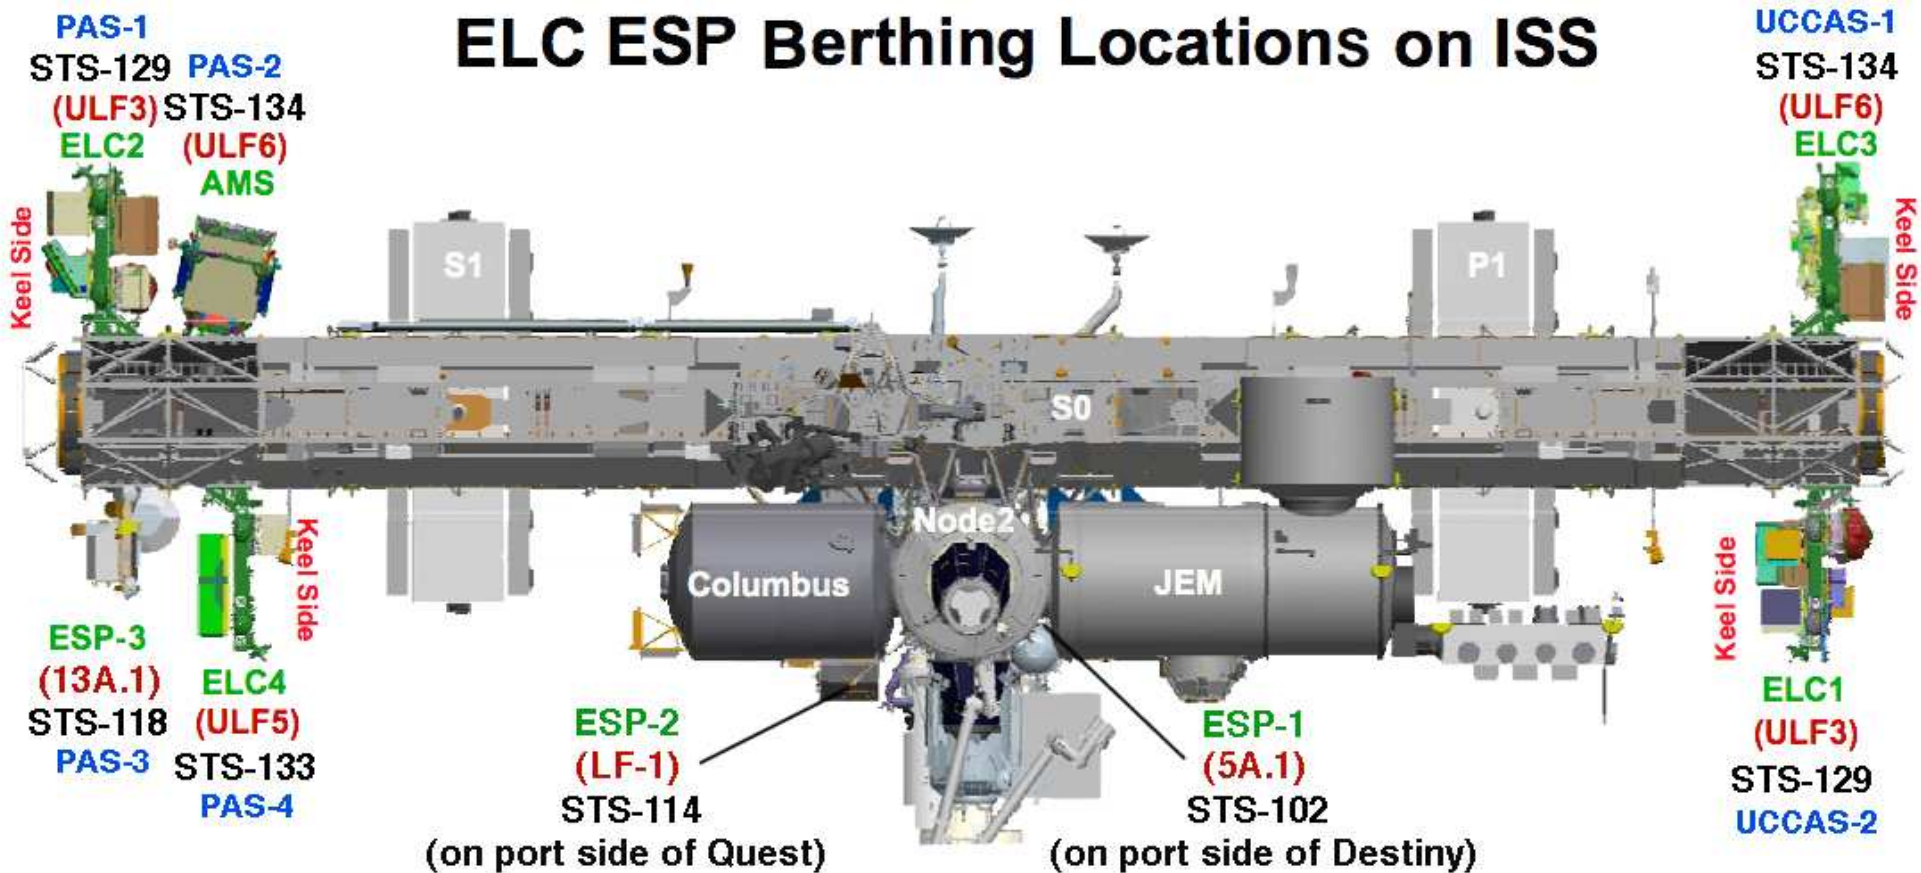 ELC ESP Berthing Locations on ISS
PAS-1
STS-129
(ULF3)
ELC2
PAS-2
STS-134
(ULF6)
AMS
UCCAS-1
STS-134
(ULF6)
ELC3
Keel Side
Keel Side
S1
P1
S0
Node2
Columbus
JEM
Keel Side
Keel Side
ESP-3
(13A.1)
STS-118
PAS-3
ELC4
(ULF5)
STS-133
PAS-4
ESP-2
(LF-1)
STS-114
(on port side of Quest)
ESP-1
(5A.1)
STS-102
(on port side of Destiny)
ELC1
(ULF3)
STS-129
UCCAS-2